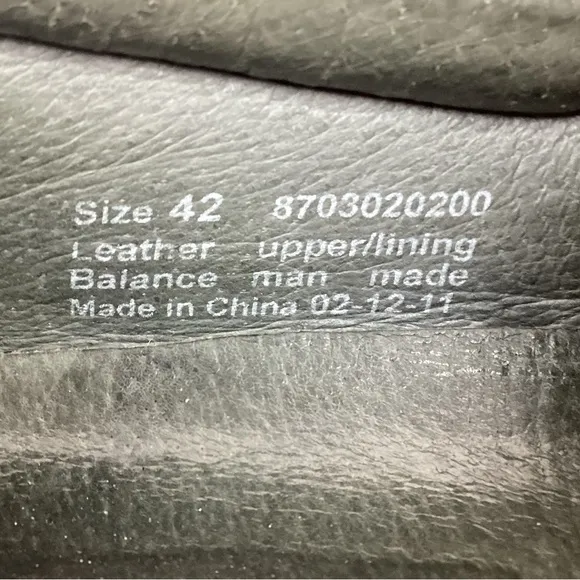 Size 42 8703020200
Leather upper/lining
Balance man made
Made in China 02-12-11